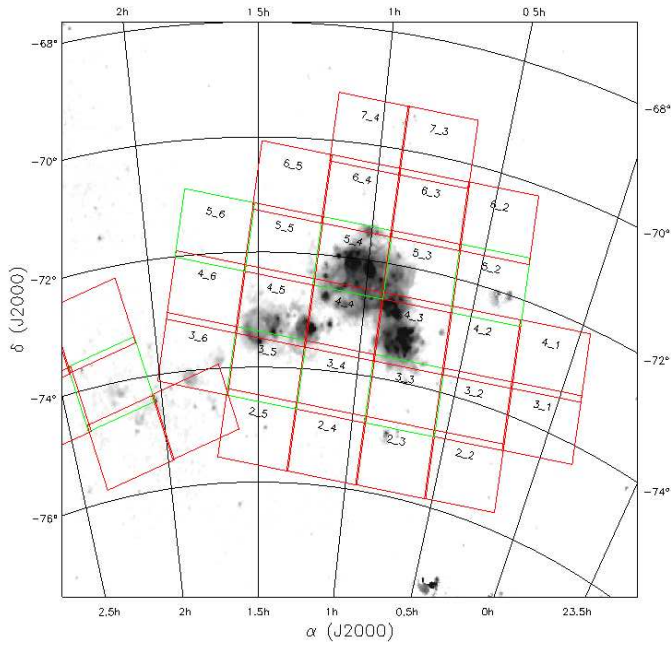 2h 1 5h 1h 0 5h
-68°
-68°
7_4 7_3
-70°
6_5 6_4 6_3 6_2
-70°
5_6 5_5 5_4 5_3 5_2
-72°
4_6 4_5 4_4 4_3 4_2 4_1
-72°
3_6 3_5 3_4 3_3 3_2 3_1
-74°
2_5 2_4 2_3 2_2
-74°
-76°
2.5h 2h 1.5h 1h 0.5h 0h 23.5h
δ (J2000)
α (J2000)